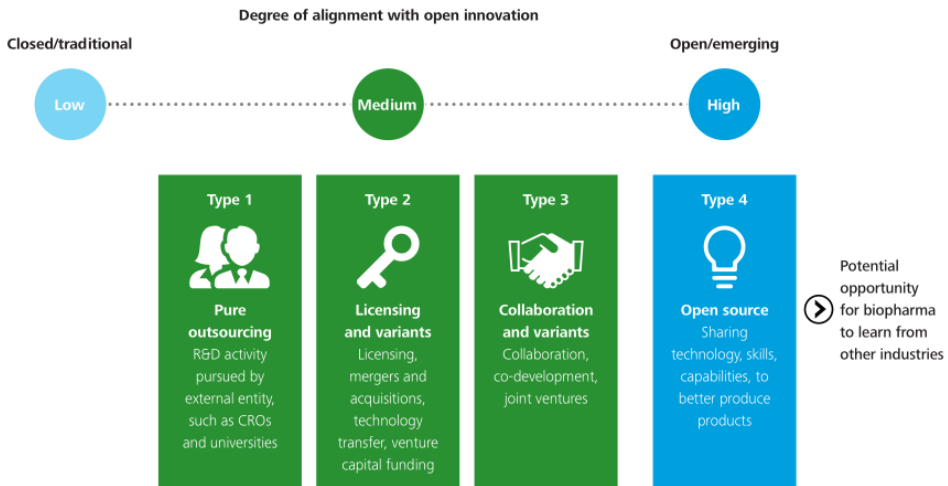 Degree of alignment with open innovation
Closed/traditional
Open/emerging
Low
Medium
High
Type 1
Pure
outsourcing
R&D activity
pursued by
external entity,
such as CROs
and universities
Type 2
Licensing
and variants
Licensing,
mergers and
acquisitions,
technology
transfer, venture
capital funding
Type 3
Collaboration
and variants
Collaboration,
co-development,
joint ventures
Type 4
Open source
Sharing
technology, skills,
capabilities, to
better produce
products
Potential
opportunity
for biopharma
to learn from
other industries